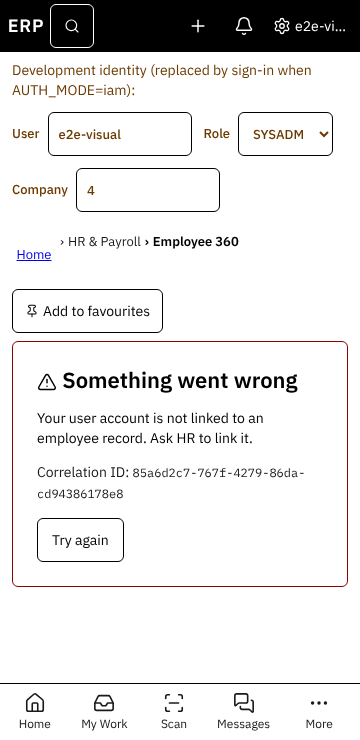 ERP
e2e-vi...
Development identity (replaced by sign-in when
AUTH_MODE=iam):
User e2e-visual Role SYSADM
Company 4
Home › HR & Payroll › Employee 360
Add to favourites
Something went wrong
Your user account is not linked to an
employee record. Ask HR to link it.
Correlation ID: 85a6d2c7-767f-4279-86da-
cd94386178e8
Try again
Home My Work Scan Messages More